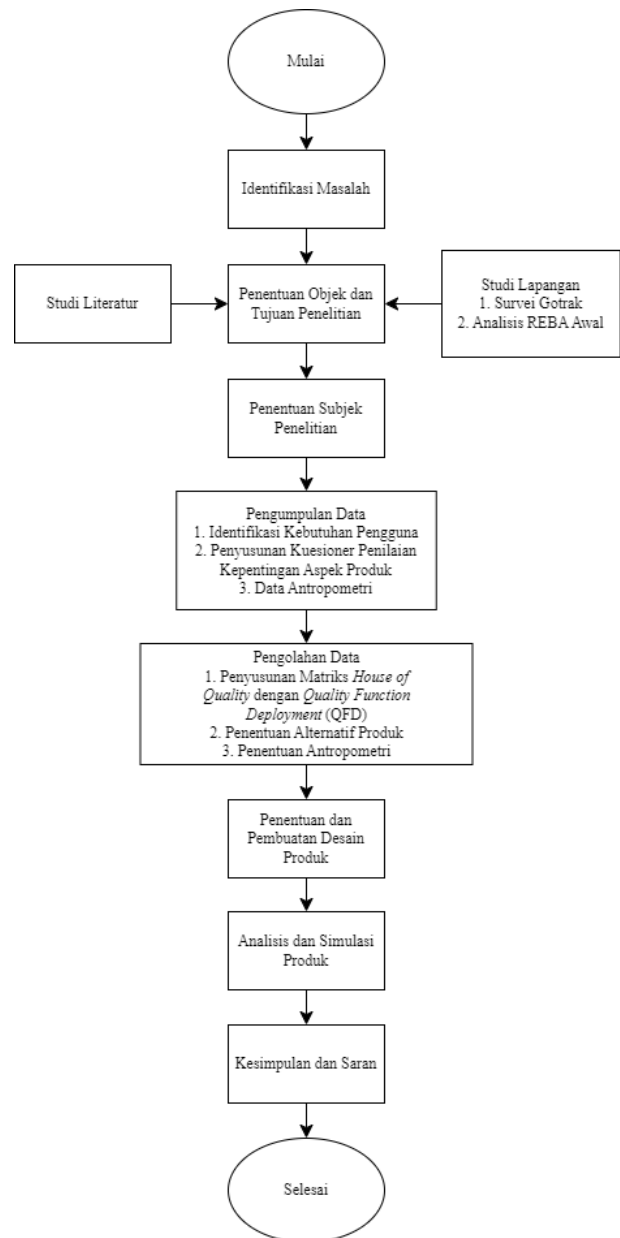 Mulai
Identifikasi Masalah
Studi Literatur
Penentuan Objek dan
Tujuan Penelitian
Studi Lapangan
1. Survei Gotrak
2. Analisis REBA Awal
Penentuan Subjek
Penelitian
Pengumpulan Data
1. Identifikasi Kebutuhan Pengguna
2. Penyusunan Kuesioner Penilaian
Kepentingan Aspek Produk
3. Data Antropometri
Pengolahan Data
1. Penyusunan Matriks House of
Quality dengan Quality Function
Deployment (QFD)
2. Penentuan Alternatif Produk
3. Penentuan Antropometri
Penentuan dan
Pembuatan Desain
Produk
Analisis dan Simulasi
Produk
Kesimpulan dan Saran
Selesai